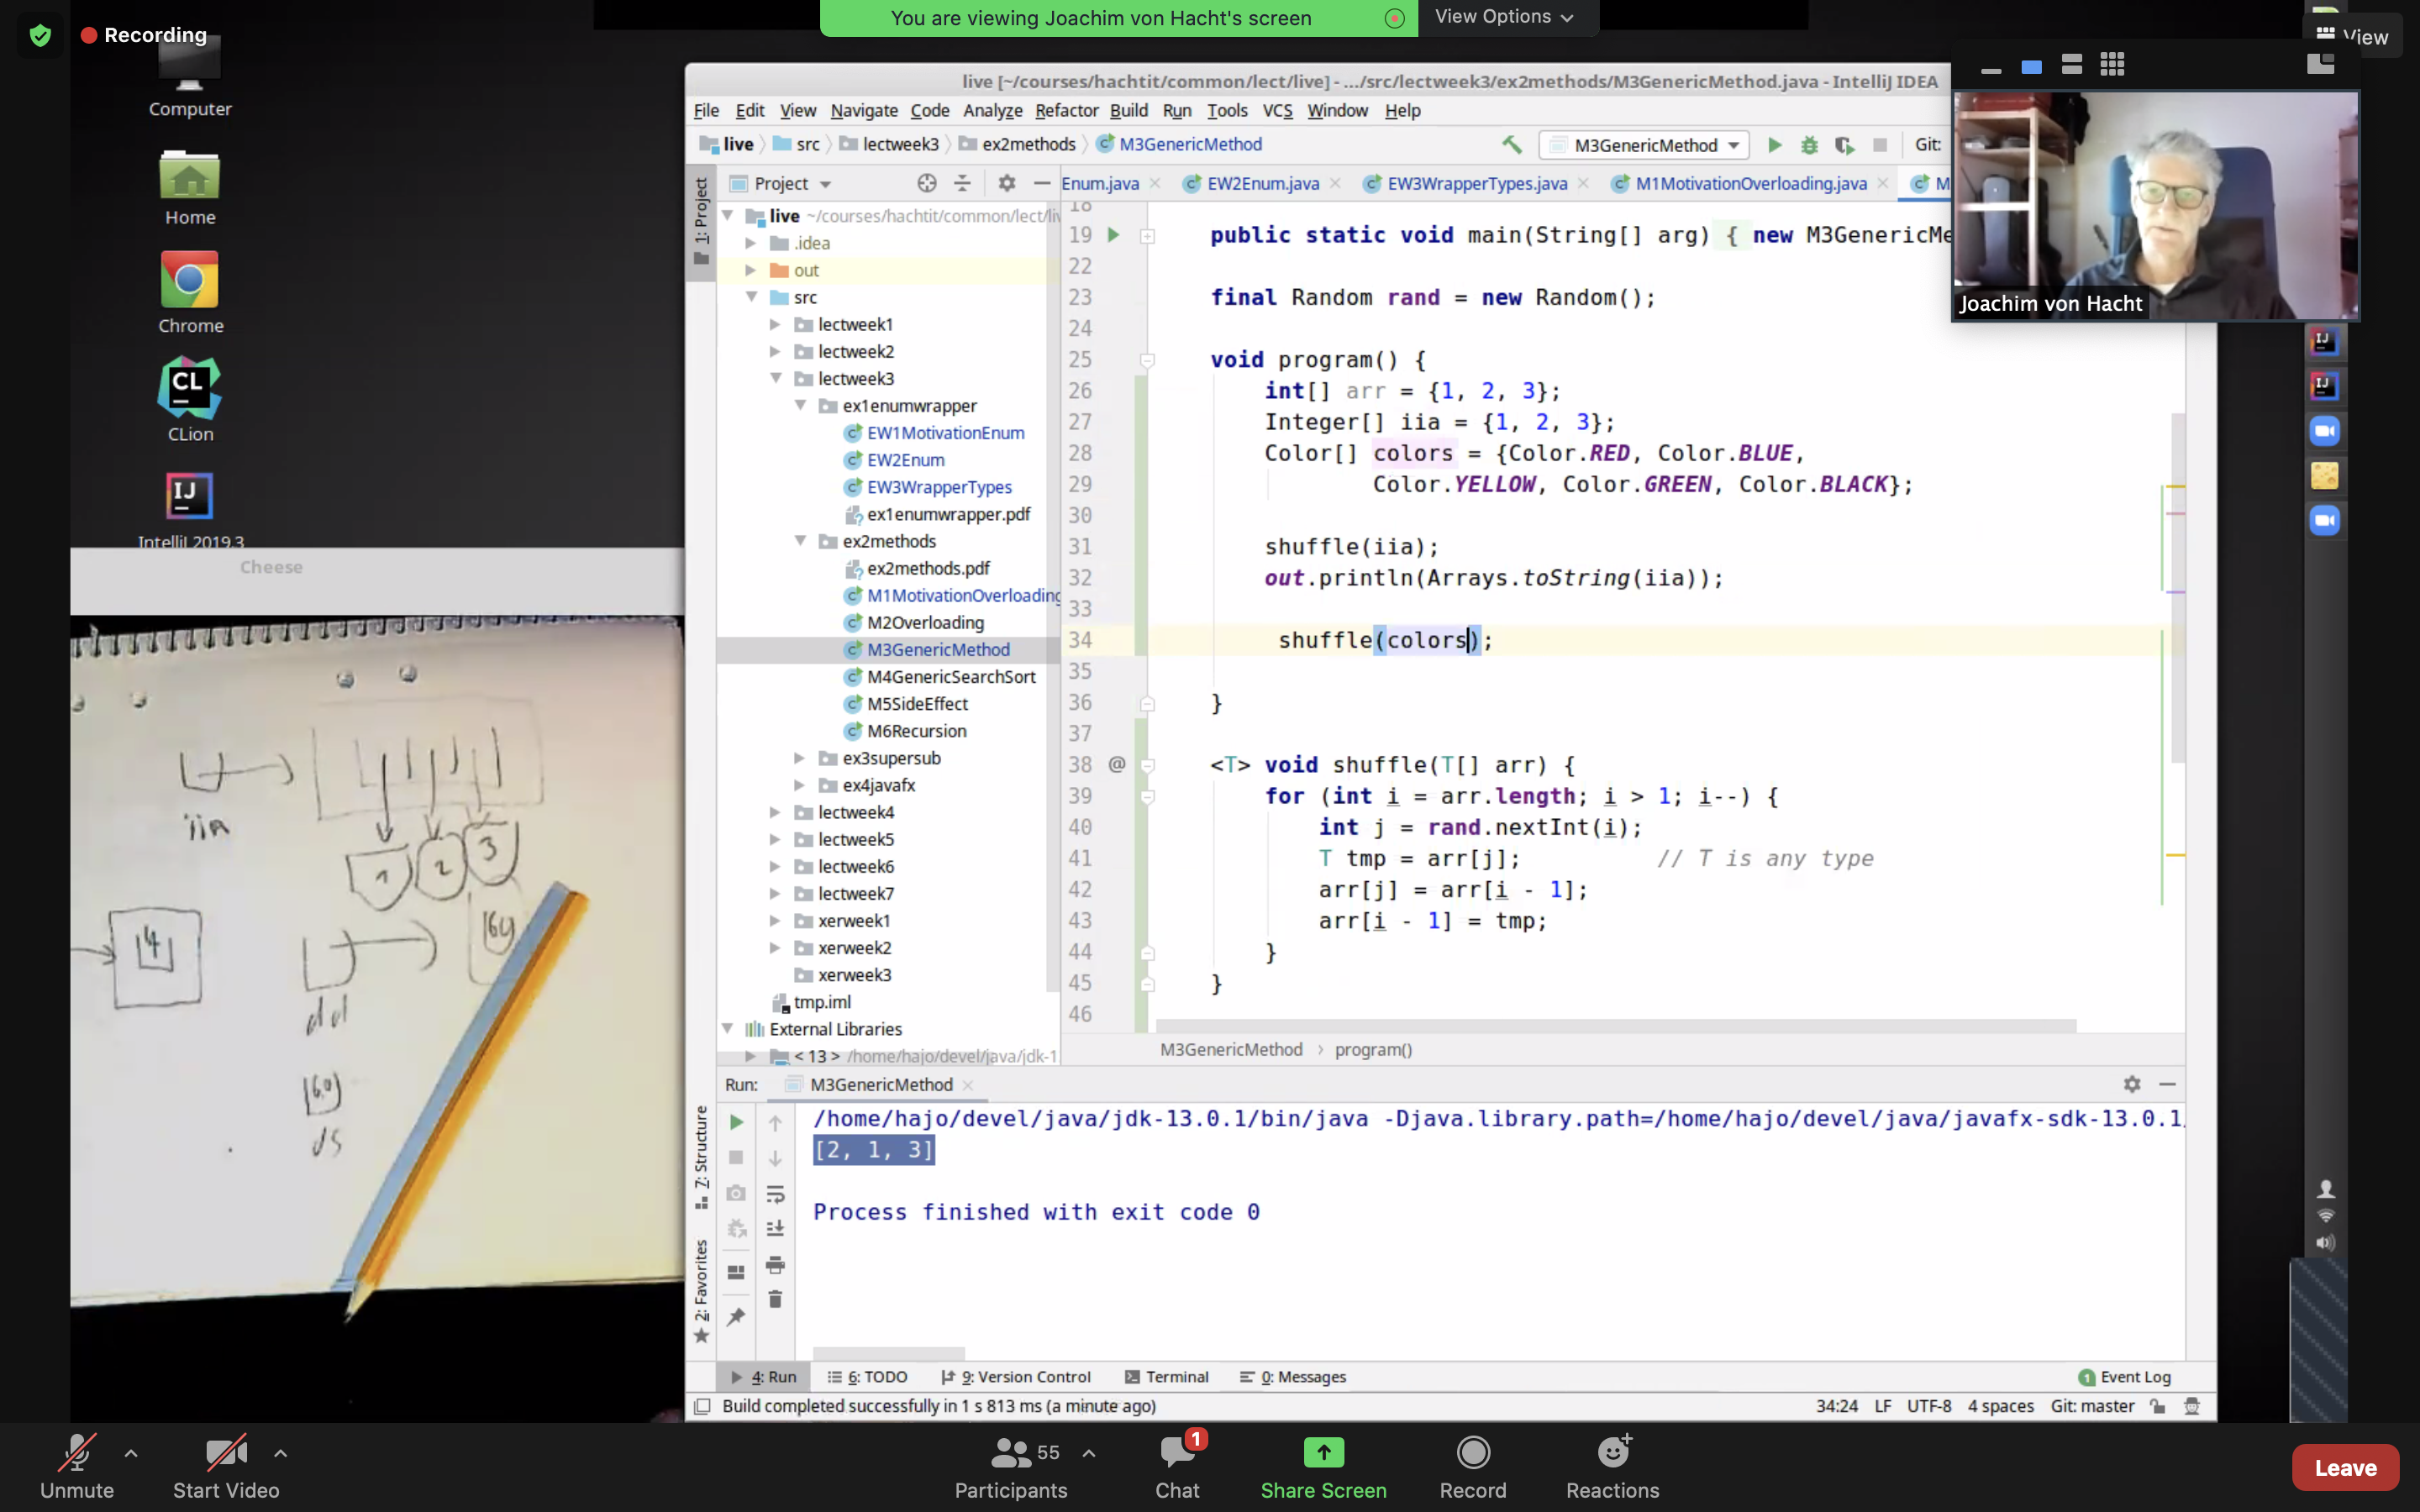 Recording
You are viewing Joachim von Hacht's screen
View Options
View
Computer
Home
Chrome
CLion
IntelliJ 2019.3
Cheese
iia
1
2
3
4
60
live [~/courses/hachtit/common/lect/live] - .../src/lectweek3/ex2methods/M3GenericMethod.java - IntelliJ IDEA
File Edit View Navigate Code Analyze Refactor Build Run Tools VCS Window Help
live src lectweek3 ex2methods M3GenericMethod
M3GenericMethod
Git:
Joachim von Hacht
1: Project
Project
Enum.java
EW2Enum.java
EW3WrapperTypes.java
M1MotivationOverloading.java
M
live ~/courses/hachtit/common/lect/liv
.idea
out
src
lectweek1
lectweek2
lectweek3
ex1enumwrapper
EW1MotivationEnum
EW2Enum
EW3WrapperTypes
ex1enumwrapper.pdf
ex2methods
ex2methods.pdf
M1MotivationOverloading
M2Overloading
M3GenericMethod
M4GenericSearchSort
M5SideEffect
M6Recursion
ex3supersub
ex4javafx
lectweek4
lectweek5
lectweek6
lectweek7
xerweek1
xerweek2
xerweek3
tmp.iml
External Libraries
< 13 > /home/hajo/devel/java/jdk-1
18
19 public static void main(String[] arg) { new M3GenericMe
22
23 final Random rand = new Random();
24
25 void program() {
26 int[] arr = {1, 2, 3};
27 Integer[] iia = {1, 2, 3};
28 Color[] colors = {Color.RED, Color.BLUE,
29 Color.YELLOW, Color.GREEN, Color.BLACK};
30
31 shuffle(iia);
32 out.println(Arrays.toString(iia));
33
34 shuffle(colors);
35
36 }
37
38 @ <T> void shuffle(T[] arr) {
39 for (int i = arr.length; i > 1; i--) {
40 int j = rand.nextInt(i);
41 T tmp = arr[j]; // T is any type
42 arr[j] = arr[i - 1];
43 arr[i - 1] = tmp;
44 }
45 }
46
M3GenericMethod › program()
Run: M3GenericMethod
7: Structure
2: Favorites
/home/hajo/devel/java/jdk-13.0.1/bin/java -Djava.library.path=/home/hajo/devel/java/javafx-sdk-13.0.1
[2, 1, 3]
Process finished with exit code 0
4: Run 6: TODO 9: Version Control Terminal 0: Messages
1 Event Log
Build completed successfully in 1 s 813 ms (a minute ago)
34:24 LF UTF-8 4 spaces Git: master
Unmute
Start Video
55
Participants
1
Chat
Share Screen
Record
Reactions
Leave